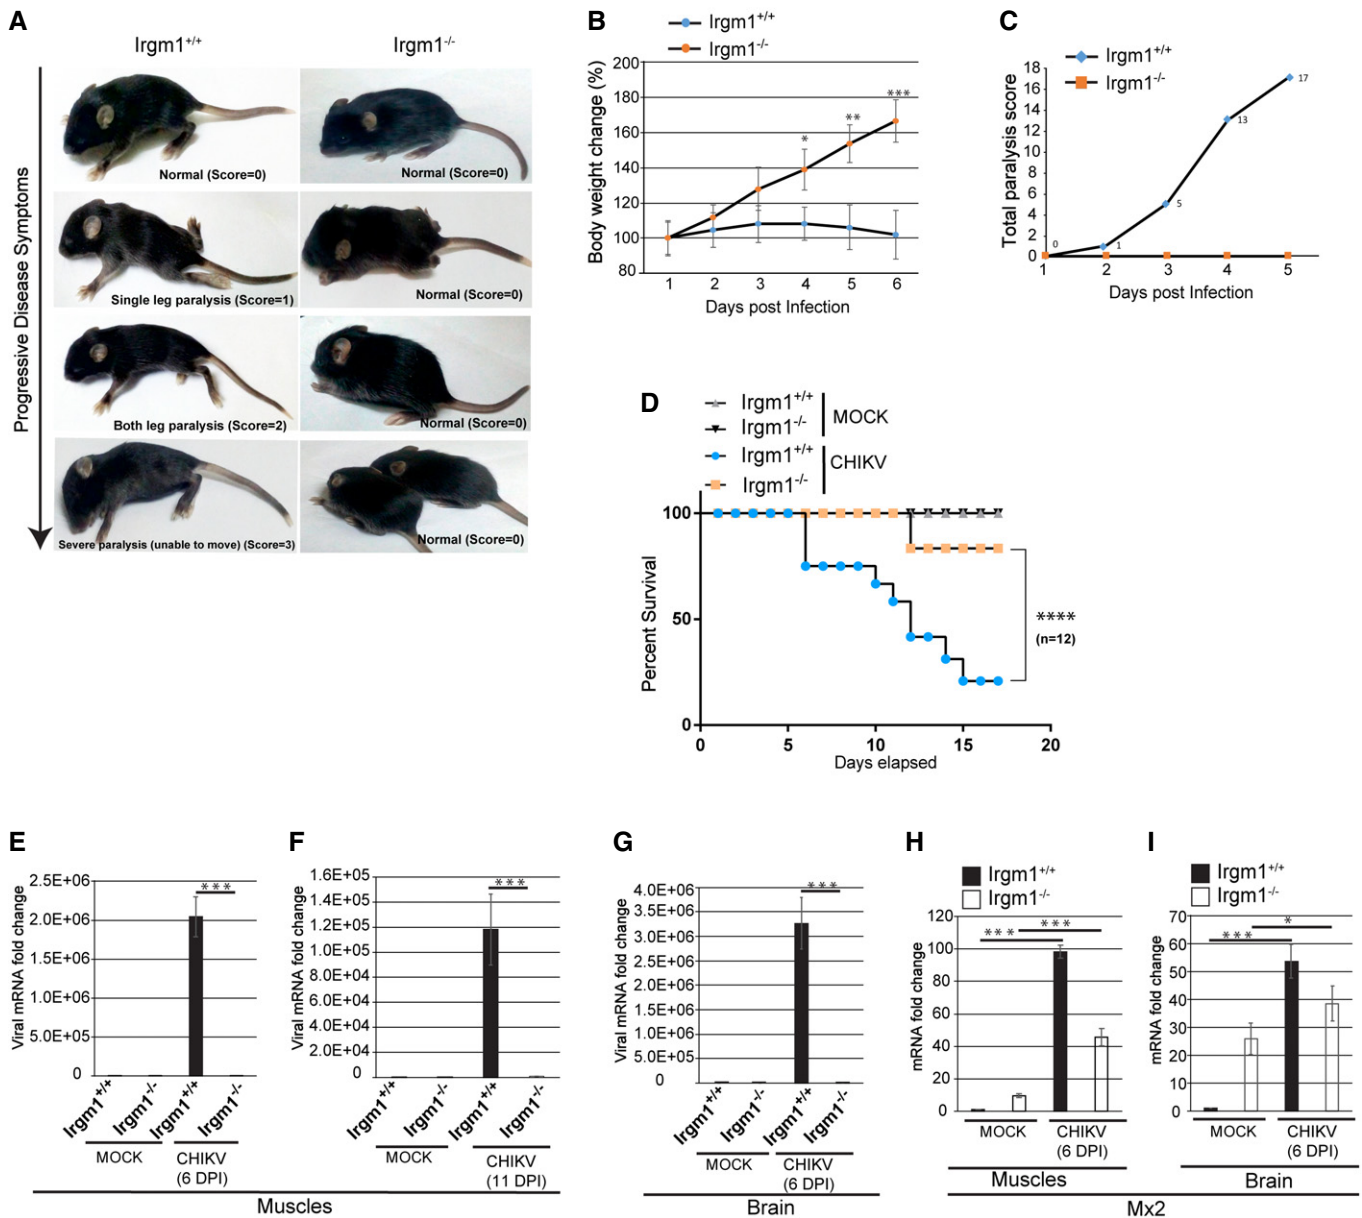 A
Irgm1+/+
Irgm1-/-
Progressive Disease Symptoms
Normal (Score=0)
Normal (Score=0)
Single leg paralysis (Score=1)
Normal (Score=0)
Both leg paralysis (Score=2)
Normal (Score=0)
Severe paralysis (unable to move) (Score=3)
Normal (Score=0)
B
Irgm1+/+
Irgm1-/-
Body weight change (%)
200
180
160
140
120
100
80
*
**
***
1 2 3 4 5 6
Days post Infection
C
Irgm1+/+
Irgm1-/-
Total paralysis score
18
16
14
12
10
8
6
4
2
0
0
1
5
13
17
1 2 3 4 5
Days post Infection
D
Irgm1+/+
Irgm1-/-
MOCK
Irgm1+/+
Irgm1-/-
CHIKV
Percent Survival
100
50
0
****
(n=12)
0 5 10 15 20
Days elapsed
E
Viral mRNA fold change
2.5E+06
2.0E+06
1.5E+06
1.0E+06
5.0E+05
0
***
Irgm1+/+ Irgm1-/- Irgm1+/+ Irgm1-/-
MOCK
CHIKV
(6 DPI)
F
Viral mRNA fold change
1.6E+05
1.4E+05
1.2E+05
1.0E+05
8.0E+04
6.0E+04
4.0E+04
2.0E+04
0
***
Irgm1+/+ Irgm1-/- Irgm1+/+ Irgm1-/-
MOCK
CHIKV
(11 DPI)
Muscles
G
Viral mRNA fold change
4.0E+06
3.5E+06
3.0E+06
2.5E+06
2.0E+06
1.5E+06
1.0E+06
5.0E+05
0
***
Irgm1+/+ Irgm1-/- Irgm1+/+ Irgm1-/-
MOCK
CHIKV
(6 DPI)
Brain
H
Irgm1+/+
Irgm1-/-
mRNA fold change
120
100
80
60
40
20
0
***
***
MOCK
CHIKV
(6 DPI)
Muscles
I
Irgm1+/+
Irgm1-/-
mRNA fold change
70
60
50
40
30
20
10
0
***
*
MOCK
CHIKV
(6 DPI)
Brain
Mx2